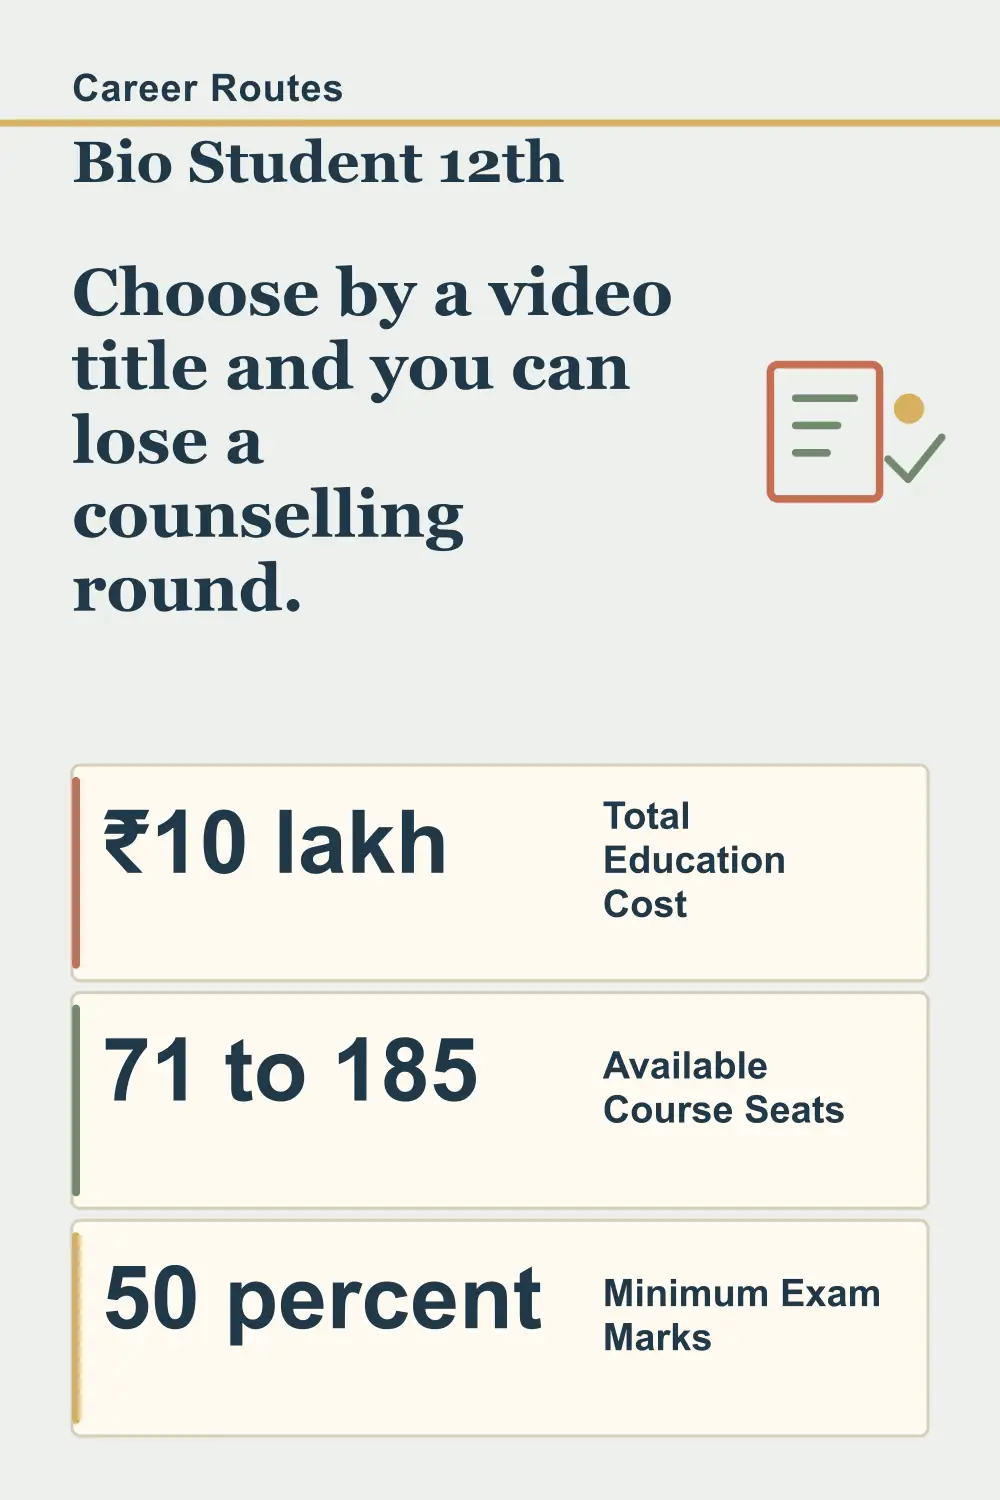 Career Routes
Bio Student 12th
Choose by a video
title and you can
lose a
counselling
round.
₹10 lakh
Total
Education
Cost
71 to 185
Available
Course Seats
50 percent
Minimum Exam
Marks